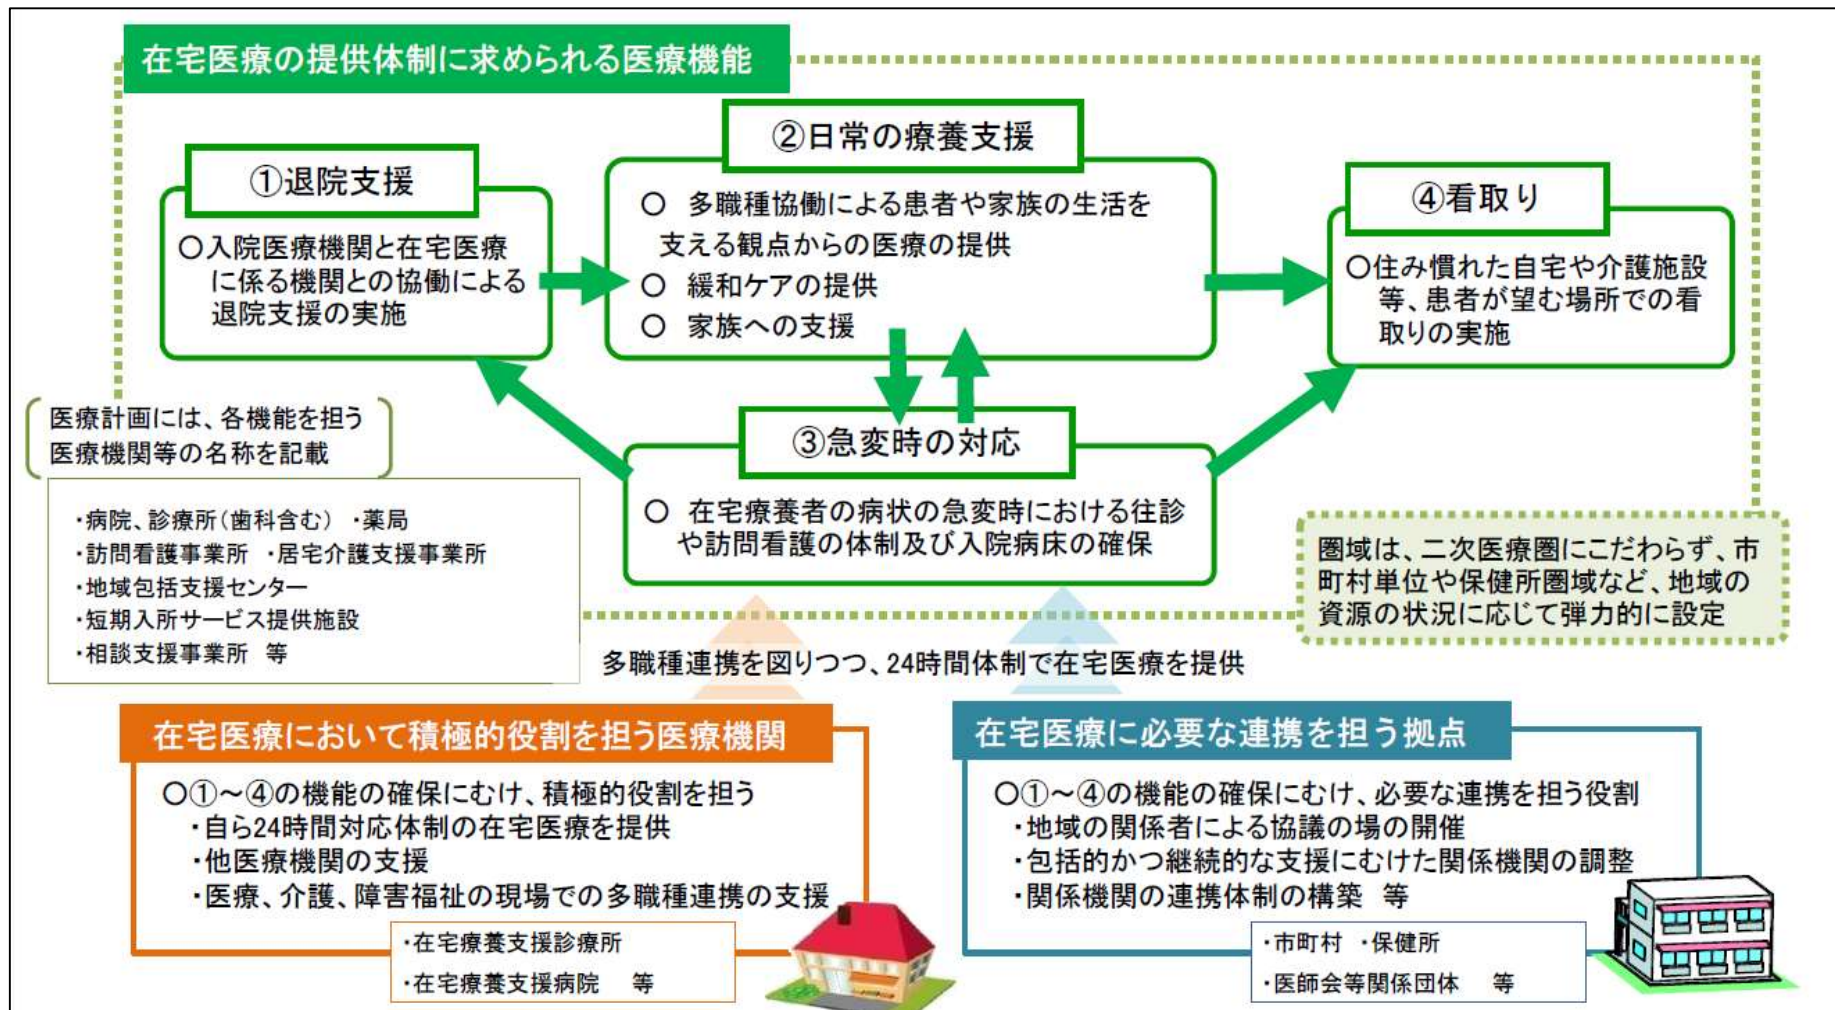 在宅医療の提供体制に求められる医療機能
①退院支援
○入院医療機関と在宅医療
に係る機関との協働による
退院支援の実施
②日常の療養支援
○ 多職種協働による患者や家族の生活を
支える観点からの医療の提供
○ 緩和ケアの提供
○ 家族への支援
④看取り
○住み慣れた自宅や介護施設
等、患者が望む場所での看
取りの実施
③急変時の対応
○ 在宅療養者の病状の急変時における往診
や訪問看護の体制及び入院病床の確保
医療計画には、各機能を担う
医療機関等の名称を記載
・病院、診療所(歯科含む) ・薬局
・訪問看護事業所 ・居宅介護支援事業所
・地域包括支援センター
・短期入所サービス提供施設
・相談支援事業所 等
圏域は、二次医療圏にこだわらず、市
町村単位や保健所圏域など、地域の
資源の状況に応じて弾力的に設定
多職種連携を図りつつ、24時間体制で在宅医療を提供
在宅医療において積極的役割を担う医療機関
○①～④の機能の確保にむけ、積極的役割を担う
・自ら24時間対応体制の在宅医療を提供
・他医療機関の支援
・医療、介護、障害福祉の現場での多職種連携の支援
・在宅療養支援診療所
・在宅療養支援病院 等
在宅医療に必要な連携を担う拠点
○①～④の機能の確保にむけ、必要な連携を担う役割
・地域の関係者による協議の場の開催
・包括的かつ継続的な支援にむけた関係機関の調整
・関係機関の連携体制の構築 等
・市町村 ・保健所
・医師会等関係団体 等